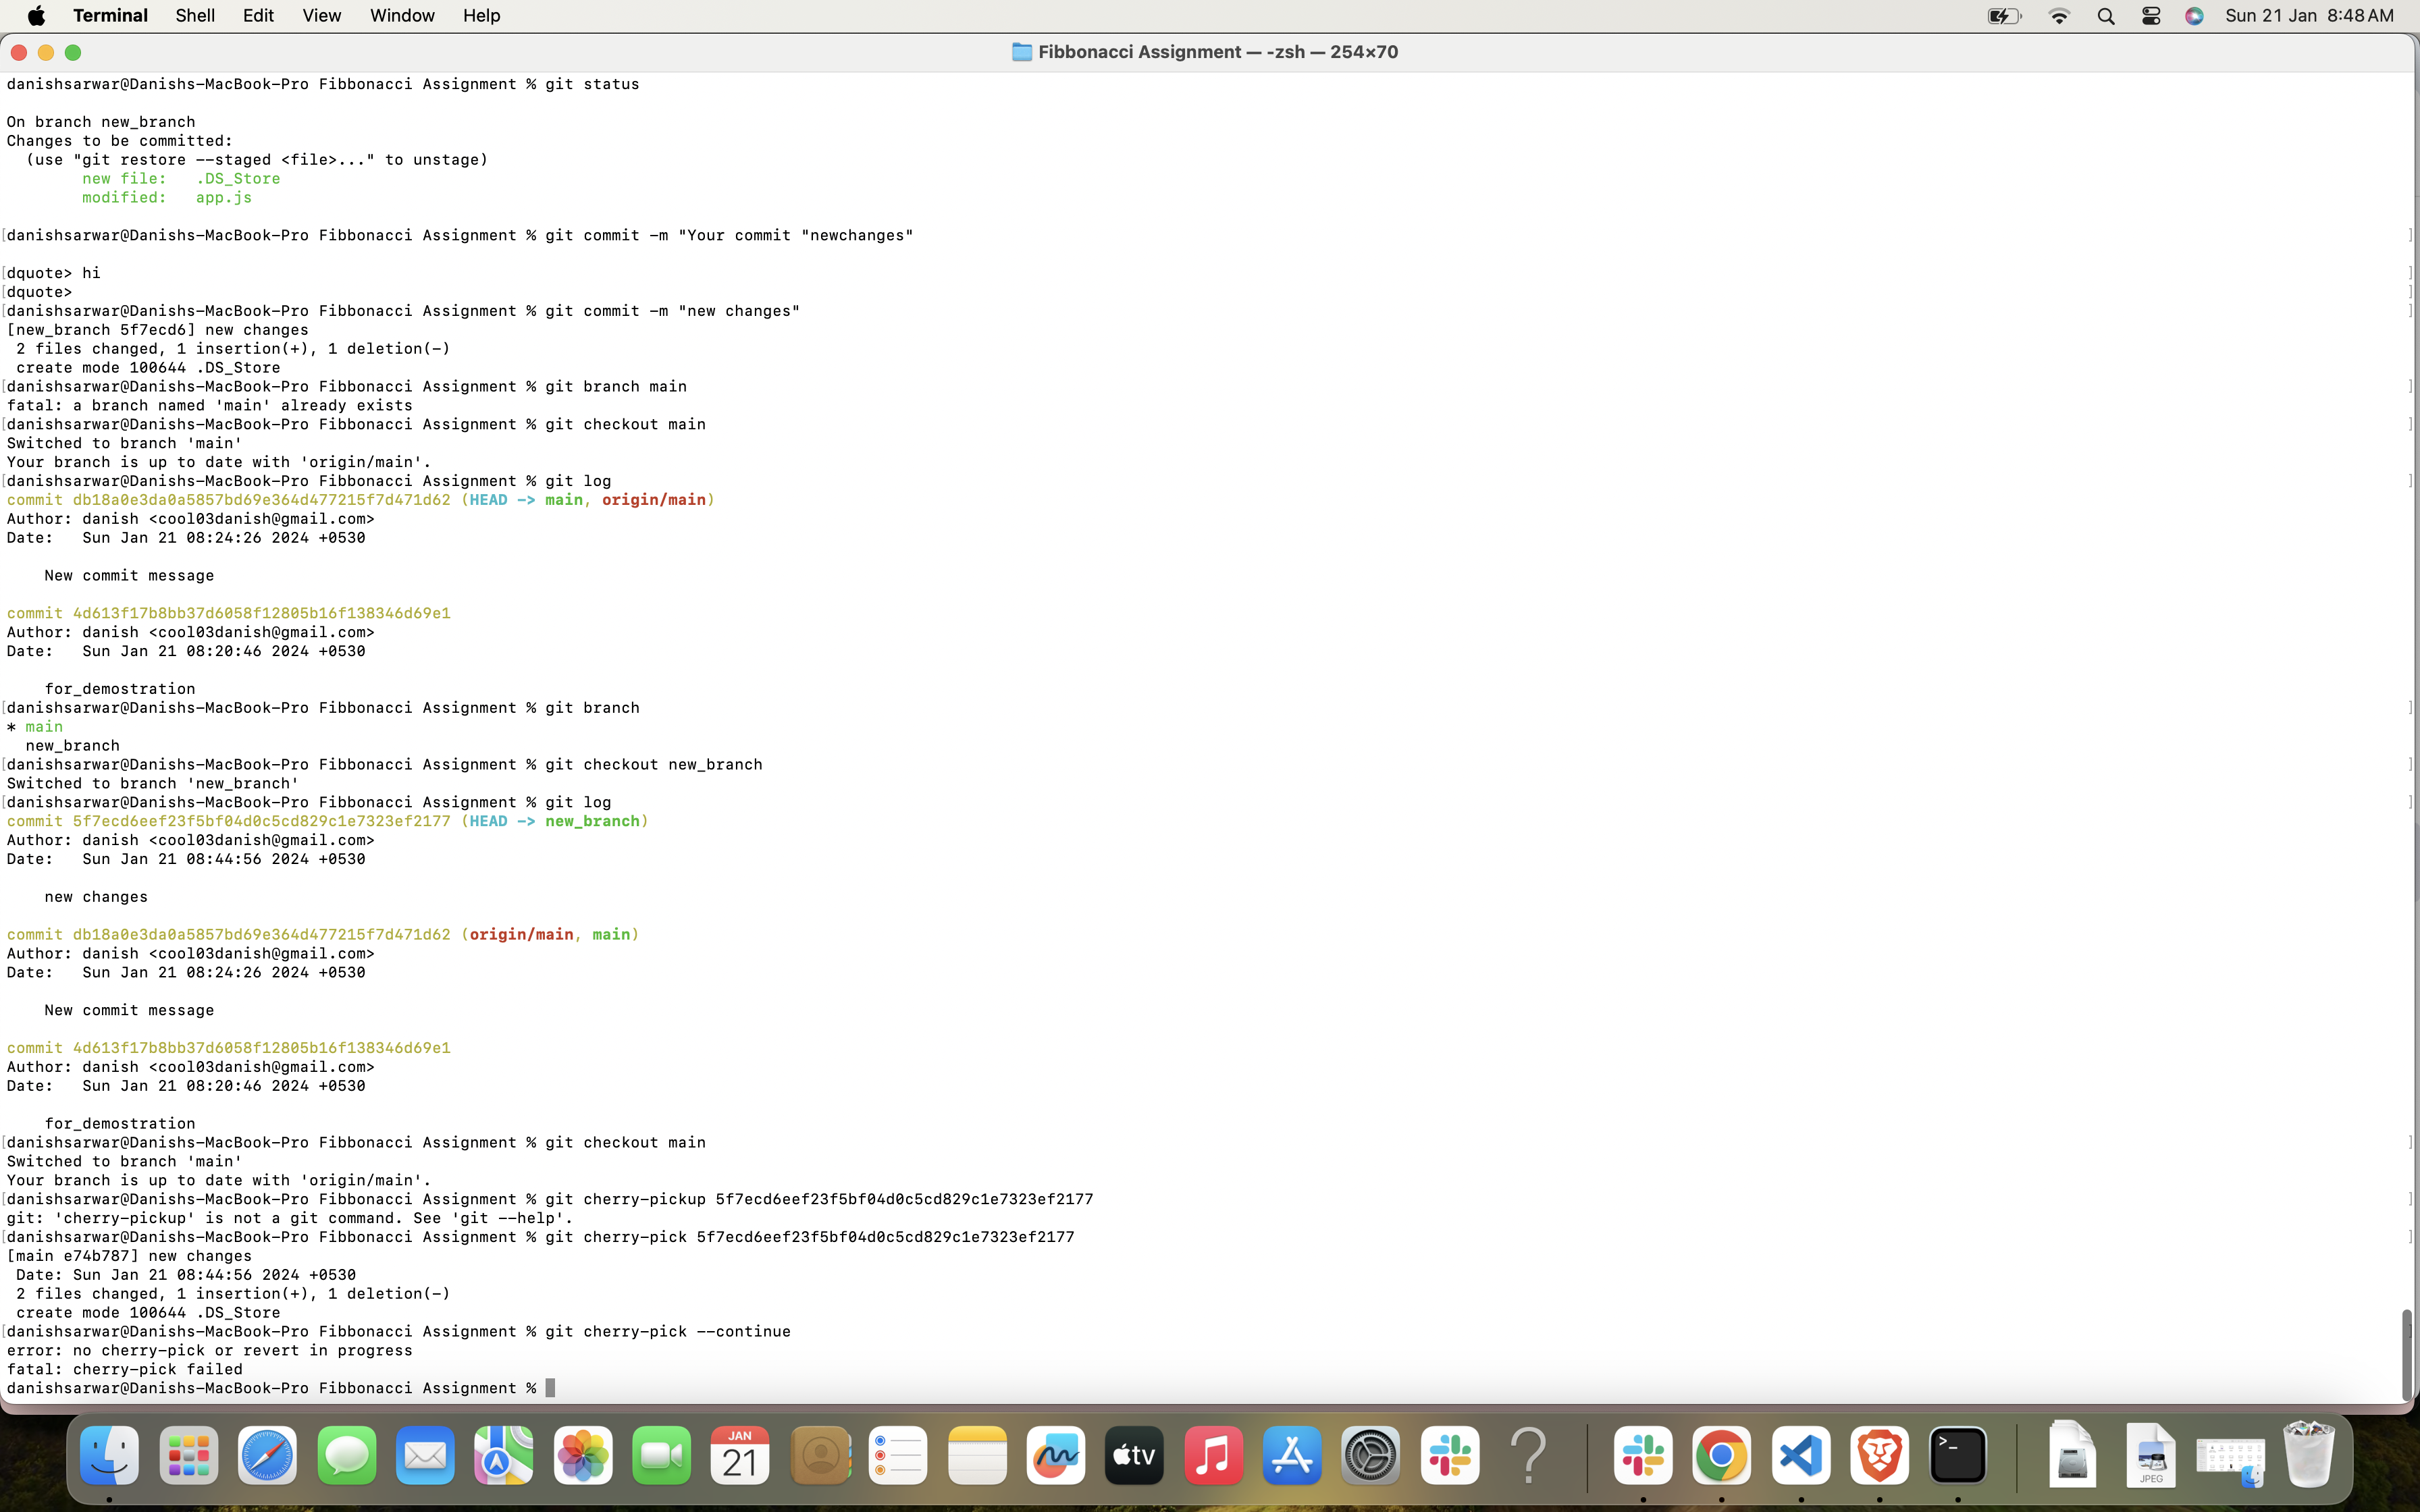 Terminal Shell Edit View Window Help Sun 21 Jan 8:48 AM
Fibbonacci Assignment — -zsh — 254×70
danishsarwar@Danishs-MacBook-Pro Fibbonacci Assignment % git status
On branch new_branch
Changes to be committed:
  (use "git restore --staged <file>..." to unstage)
        new file:   .DS_Store
        modified:   app.js
[danishsarwar@Danishs-MacBook-Pro Fibbonacci Assignment % git commit -m "Your commit "newchanges" ]
[dquote> hi ]
[dquote> ]
[danishsarwar@Danishs-MacBook-Pro Fibbonacci Assignment % git commit -m "new changes" ]
[new_branch 5f7ecd6] new changes
 2 files changed, 1 insertion(+), 1 deletion(-)
 create mode 100644 .DS_Store
[danishsarwar@Danishs-MacBook-Pro Fibbonacci Assignment % git branch main ]
fatal: a branch named 'main' already exists
[danishsarwar@Danishs-MacBook-Pro Fibbonacci Assignment % git checkout main ]
Switched to branch 'main'
Your branch is up to date with 'origin/main'.
[danishsarwar@Danishs-MacBook-Pro Fibbonacci Assignment % git log ]
commit db18a0e3da0a5857bd69e364d477215f7d471d62 (HEAD -> main, origin/main)
Author: danish <cool03danish@gmail.com>
Date:   Sun Jan 21 08:24:26 2024 +0530
    New commit message
commit 4d613f17b8bb37d6058f12805b16f138346d69e1
Author: danish <cool03danish@gmail.com>
Date:   Sun Jan 21 08:20:46 2024 +0530
    for_demostration
[danishsarwar@Danishs-MacBook-Pro Fibbonacci Assignment % git branch ]
* main
  new_branch
[danishsarwar@Danishs-MacBook-Pro Fibbonacci Assignment % git checkout new_branch ]
Switched to branch 'new_branch'
[danishsarwar@Danishs-MacBook-Pro Fibbonacci Assignment % git log ]
commit 5f7ecd6eef23f5bf04d0c5cd829c1e7323ef2177 (HEAD -> new_branch)
Author: danish <cool03danish@gmail.com>
Date:   Sun Jan 21 08:44:56 2024 +0530
    new changes
commit db18a0e3da0a5857bd69e364d477215f7d471d62 (origin/main, main)
Author: danish <cool03danish@gmail.com>
Date:   Sun Jan 21 08:24:26 2024 +0530
    New commit message
commit 4d613f17b8bb37d6058f12805b16f138346d69e1
Author: danish <cool03danish@gmail.com>
Date:   Sun Jan 21 08:20:46 2024 +0530
    for_demostration
[danishsarwar@Danishs-MacBook-Pro Fibbonacci Assignment % git checkout main ]
Switched to branch 'main'
Your branch is up to date with 'origin/main'.
[danishsarwar@Danishs-MacBook-Pro Fibbonacci Assignment % git cherry-pickup 5f7ecd6eef23f5bf04d0c5cd829c1e7323ef2177 ]
git: 'cherry-pickup' is not a git command. See 'git --help'.
[danishsarwar@Danishs-MacBook-Pro Fibbonacci Assignment % git cherry-pick 5f7ecd6eef23f5bf04d0c5cd829c1e7323ef2177 ]
[main e74b787] new changes
 Date: Sun Jan 21 08:44:56 2024 +0530
 2 files changed, 1 insertion(+), 1 deletion(-)
 create mode 100644 .DS_Store
[danishsarwar@Danishs-MacBook-Pro Fibbonacci Assignment % git cherry-pick --continue ]
error: no cherry-pick or revert in progress
fatal: cherry-pick failed
danishsarwar@Danishs-MacBook-Pro Fibbonacci Assignment %
JAN
21
tv
>_
JPEG